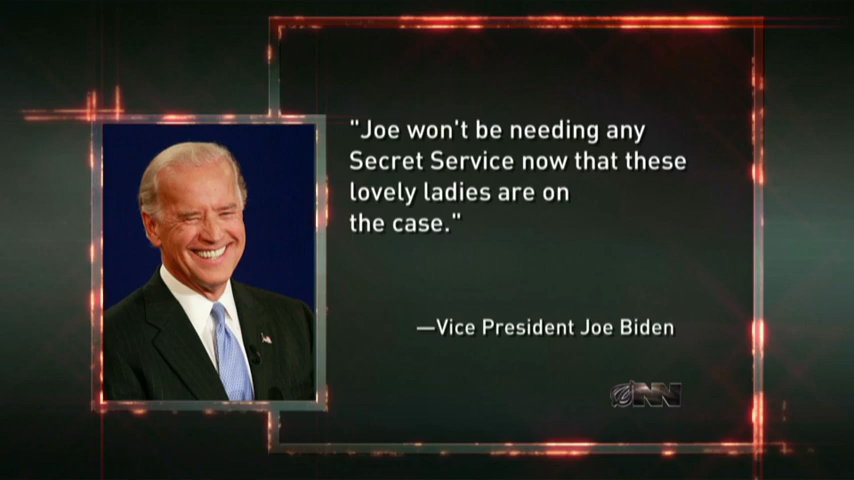 "Joe won't be needing any
Secret Service now that these
lovely ladies are on
the case."
—Vice President Joe Biden
ONN